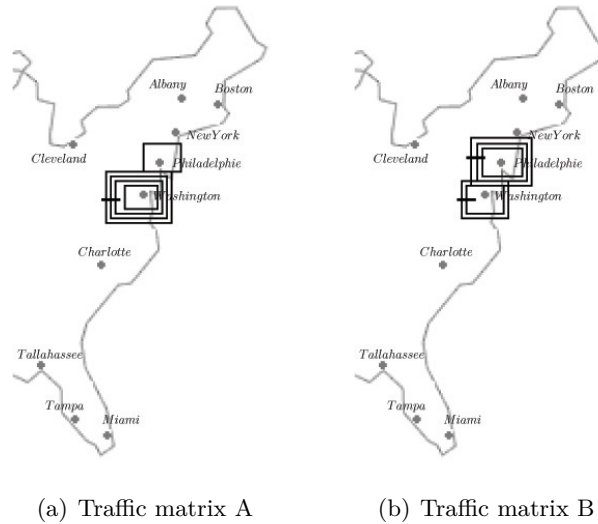 Albany Boston Albany Boston
NewYork NewYork
Cleveland Philadelphie Cleveland Philadelphie
Washington Washington
Charlotte Charlotte
Tallahassee Tallahassee
Tampa Miami Tampa Miami
(a) Traffic matrix A (b) Traffic matrix B